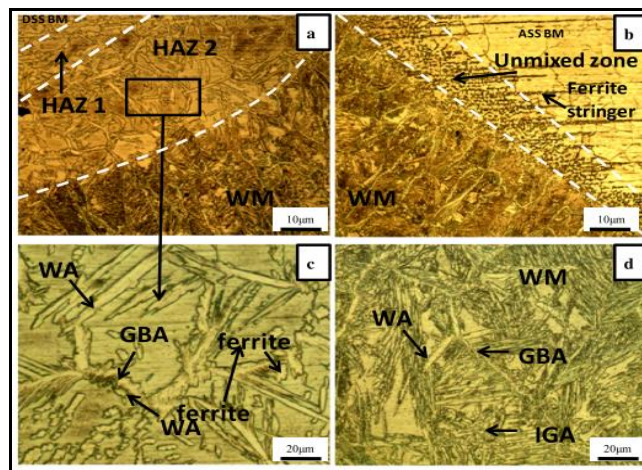 DSS BM
HAZ 2
a
HAZ 1
WM
10µm
ASS BM
b
Unmixed zone
Ferrite
stringer
WM
10µm
WA
c
GBA
ferrite
WA
ferrite
20µm
WM
d
WA
GBA
IGA
20µm